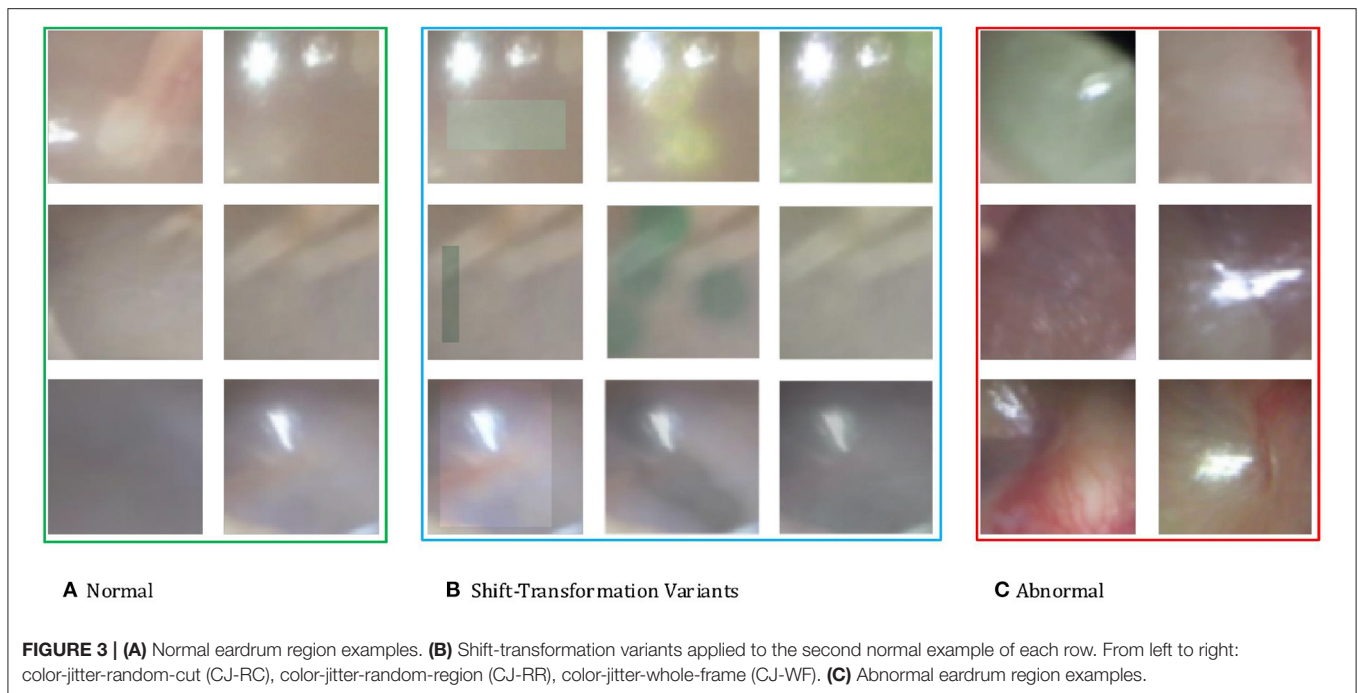 A Normal
B Shift-Transformation Variants
C Abnormal
FIGURE 3 | (A) Normal eardrum region examples. (B) Shift-transformation variants applied to the second normal example of each row. From left to right:
color-jitter-random-cut (CJ-RC), color-jitter-random-region (CJ-RR), color-jitter-whole-frame (CJ-WF). (C) Abnormal eardrum region examples.